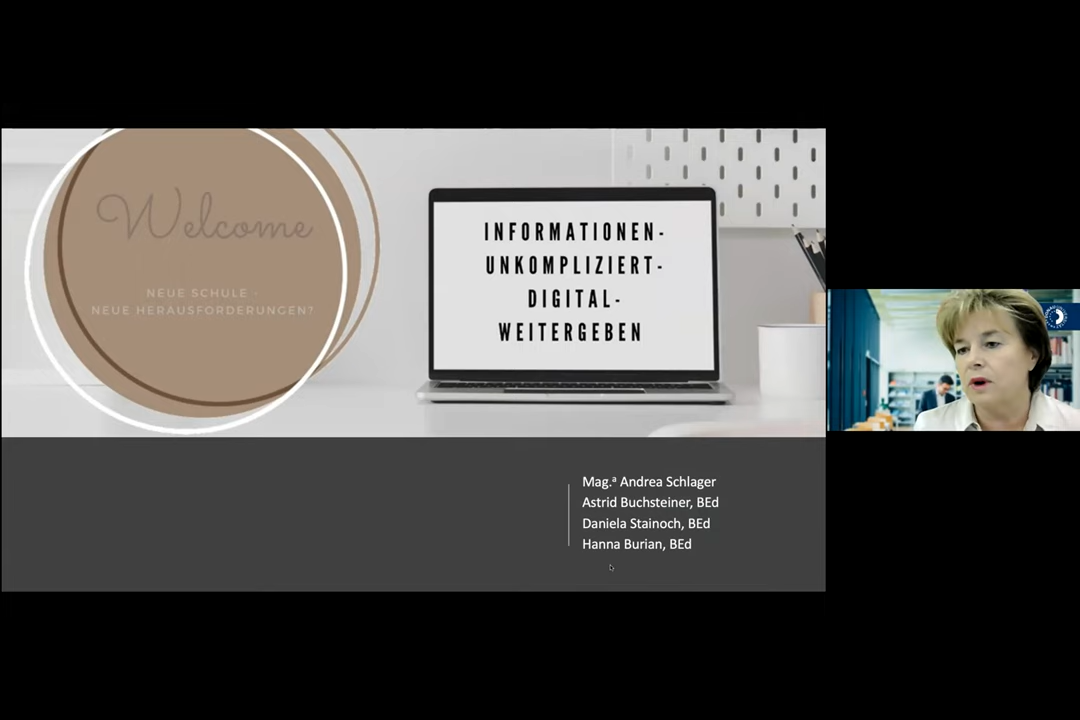 Welcome
NEUE SCHULE -
NEUE HERAUSFORDERUNGEN?
INFORMATIONEN-
UNKOMPLIZIERT-
DIGITAL-
WEITERGEBEN
Mag.ª Andrea Schlager
Astrid Buchsteiner, BEd
Daniela Stainoch, BEd
Hanna Burian, BEd